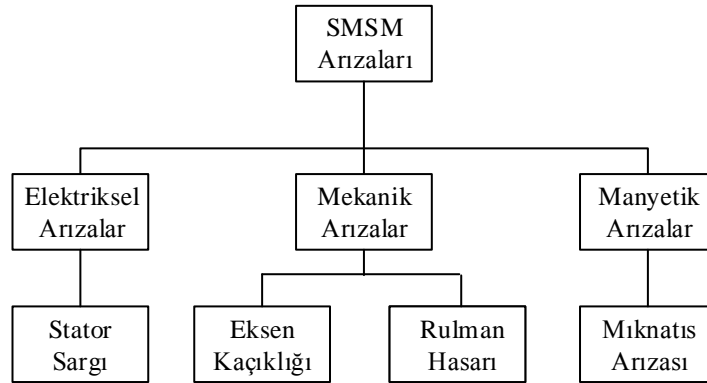 SMSM
Arızaları
Elektriksel
Arızalar
Mekanik
Arızalar
Manyetik
Arızalar
Stator
Sargı
Eksen
Kaçıklığı
Rulman
Hasarı
Mıknatıs
Arızası